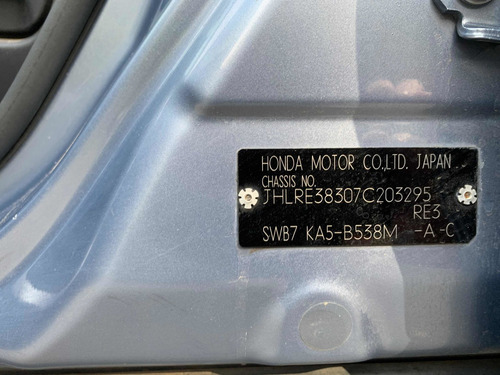 HONDA MOTOR CO.,LTD. JAPAN
CHASSIS NO.
JHLRE38307C203295
RE3
SWB7 KA5-B538M -A-C